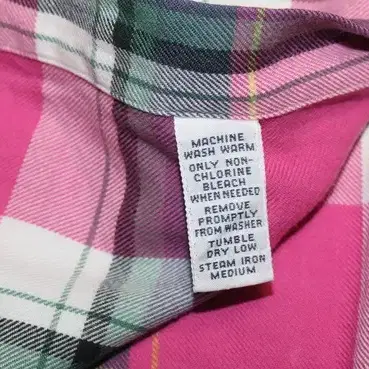 MACHINE
WASH WARM
ONLY NON-
CHLORINE
BLEACH
WHEN NEEDED
REMOVE
PROMPTLY
FROM WASHER
TUMBLE
DRY LOW
STEAM IRON
MEDIUM